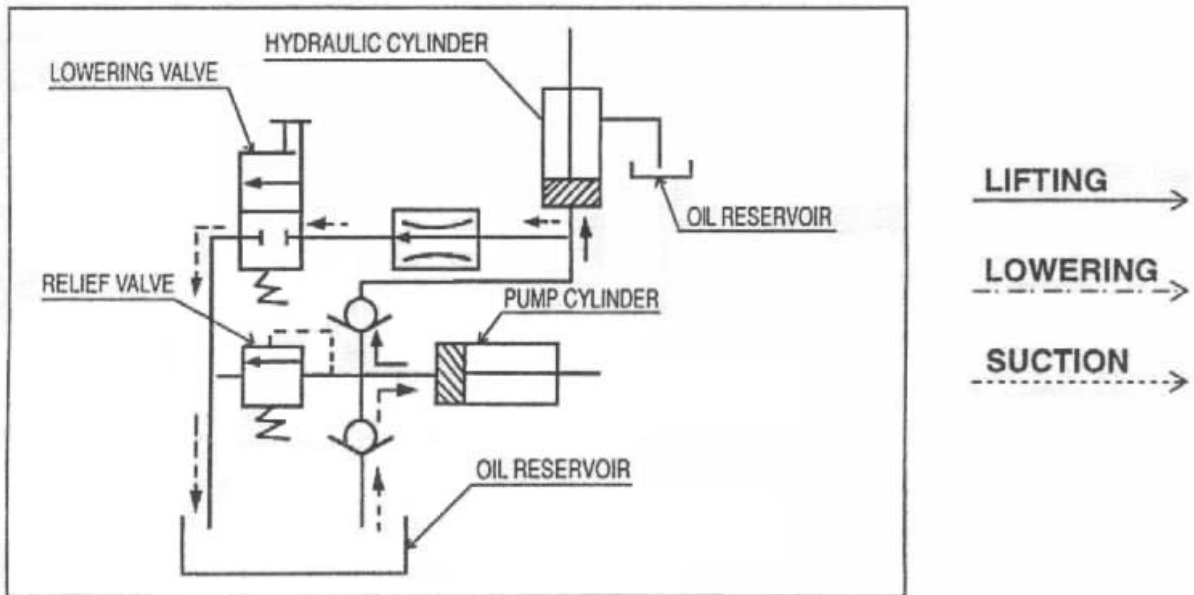 HYDRAULIC CYLINDER
LOWERING VALVE
OIL RESERVOIR
RELIEF VALVE
PUMP CYLINDER
OIL RESERVOIR
LIFTING
LOWERING
SUCTION